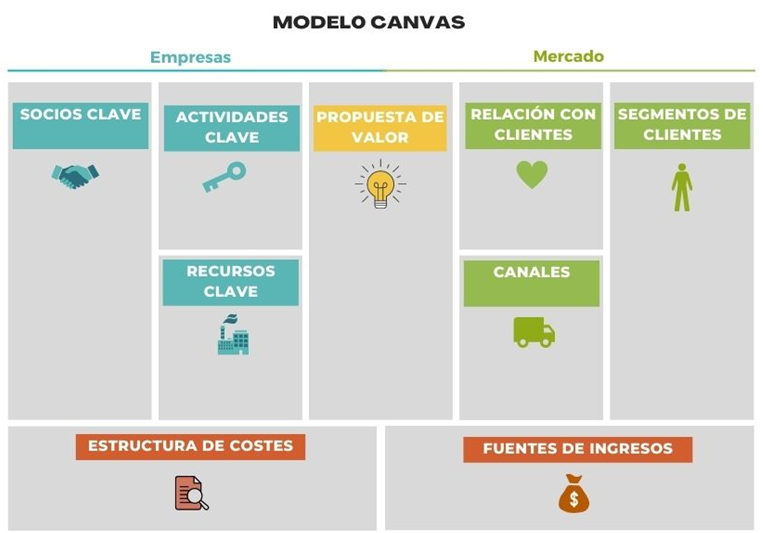 MODELO CANVAS
Empresas
Mercado
SOCIOS CLAVE
ACTIVIDADES
CLAVE
RECURSOS
CLAVE
PROPUESTA DE
VALOR
RELACIÓN CON
CLIENTES
CANALES
SEGMENTOS DE
CLIENTES
ESTRUCTURA DE COSTES
FUENTES DE INGRESOS
$